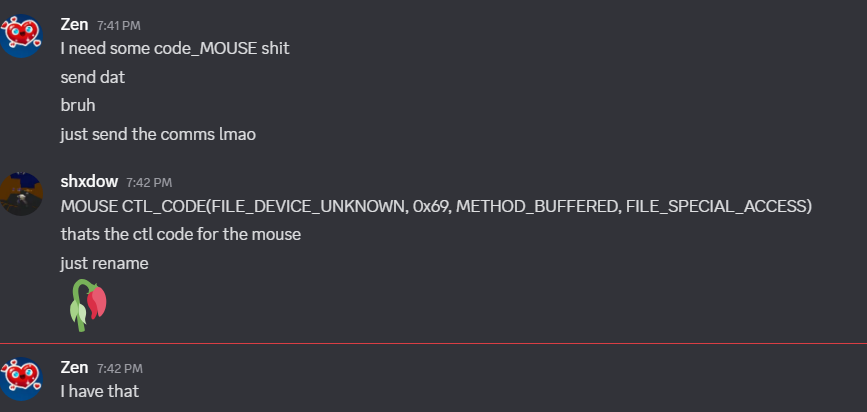 Zen 7:41 PM
I need some code_MOUSE shit
send dat
bruh
just send the comms lmao
shxdow 7:42 PM
MOUSE CTL_CODE(FILE_DEVICE_UNKNOWN, 0x69, METHOD_BUFFERED, FILE_SPECIAL_ACCESS)
thats the ctl code for the mouse
just rename
Zen 7:42 PM
I have that